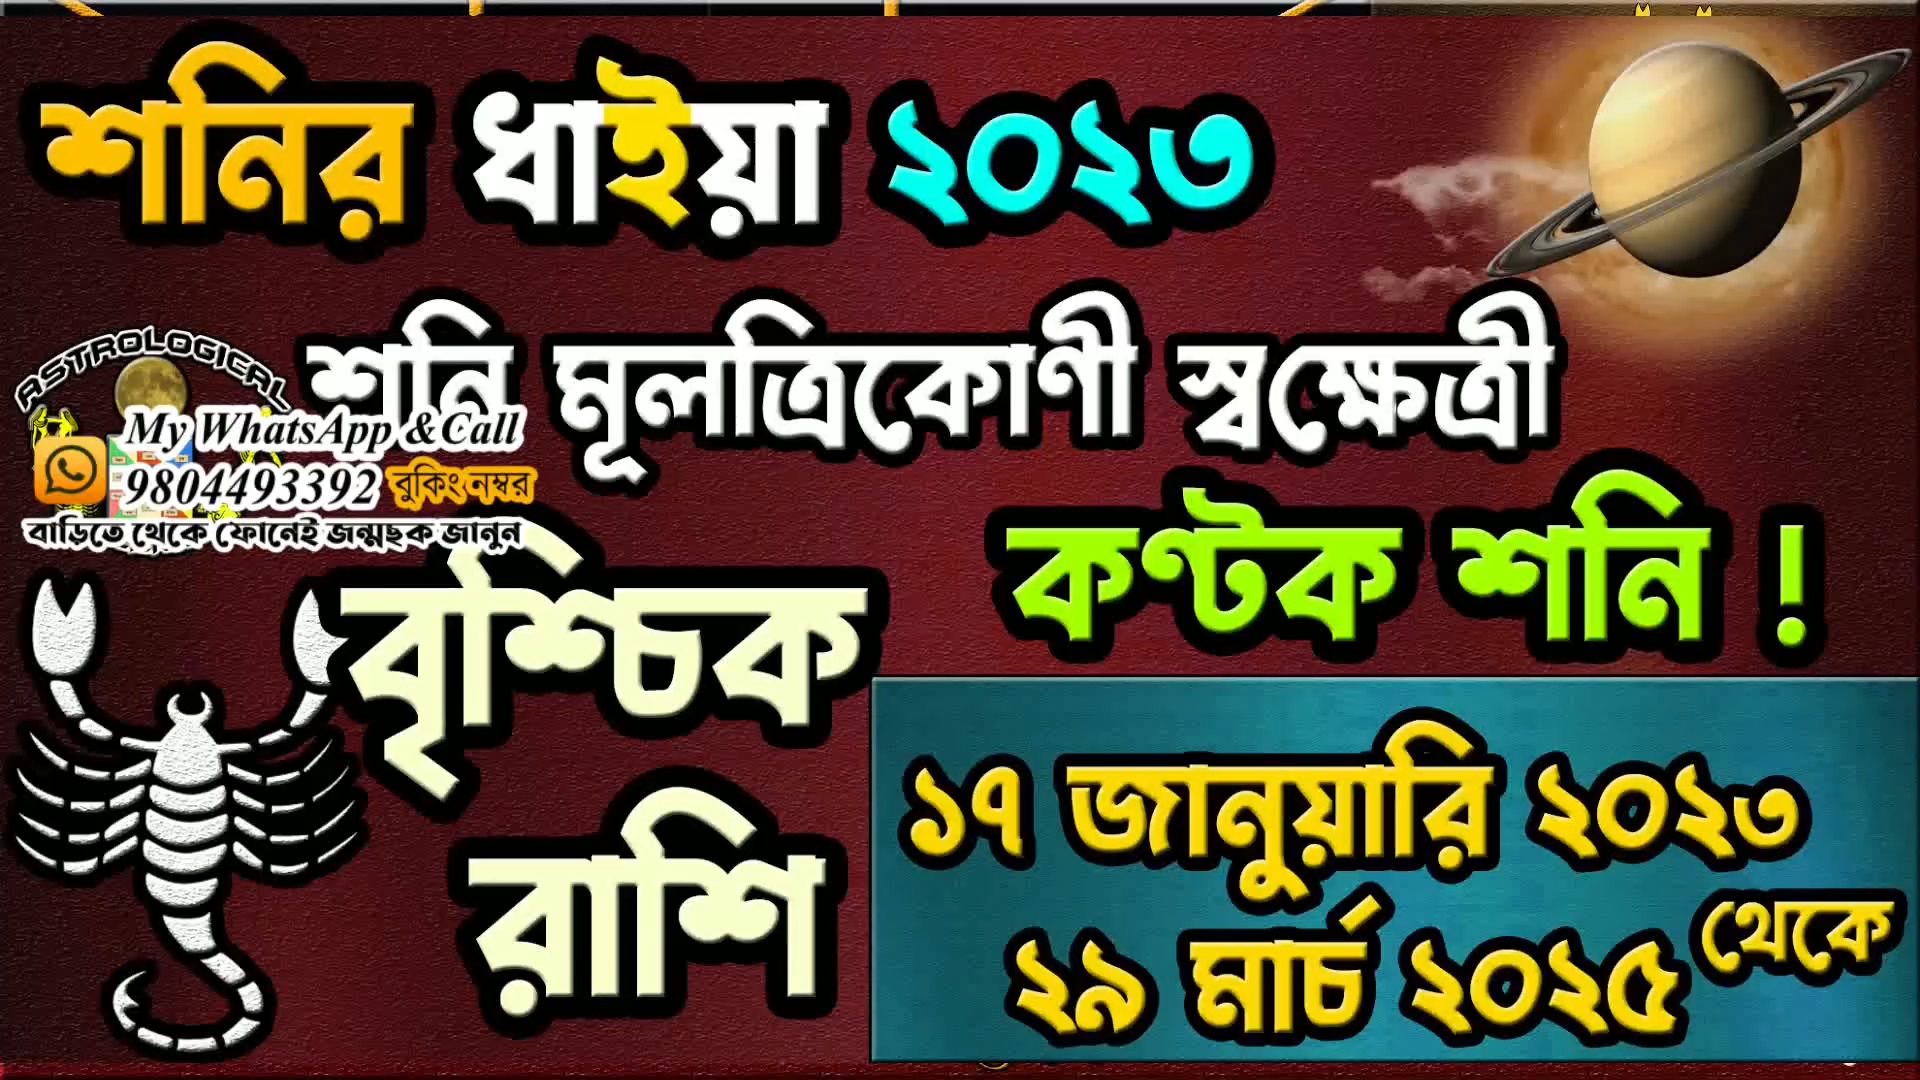 শনির ধাইয়া ২০২৩
শনি মূলত্রিকোণী স্বক্ষেত্রী
ASTROLOGICAL
My WhatsApp & Call
9804493392 বুকিং নম্বর
বাড়িতে থেকে ফোনেই জন্মছক জানুন
কণ্টক শনি !
বৃশ্চিক
রাশি
১৭ জানুয়ারি ২০২৩
থেকে
২৯ মার্চ ২০২৫